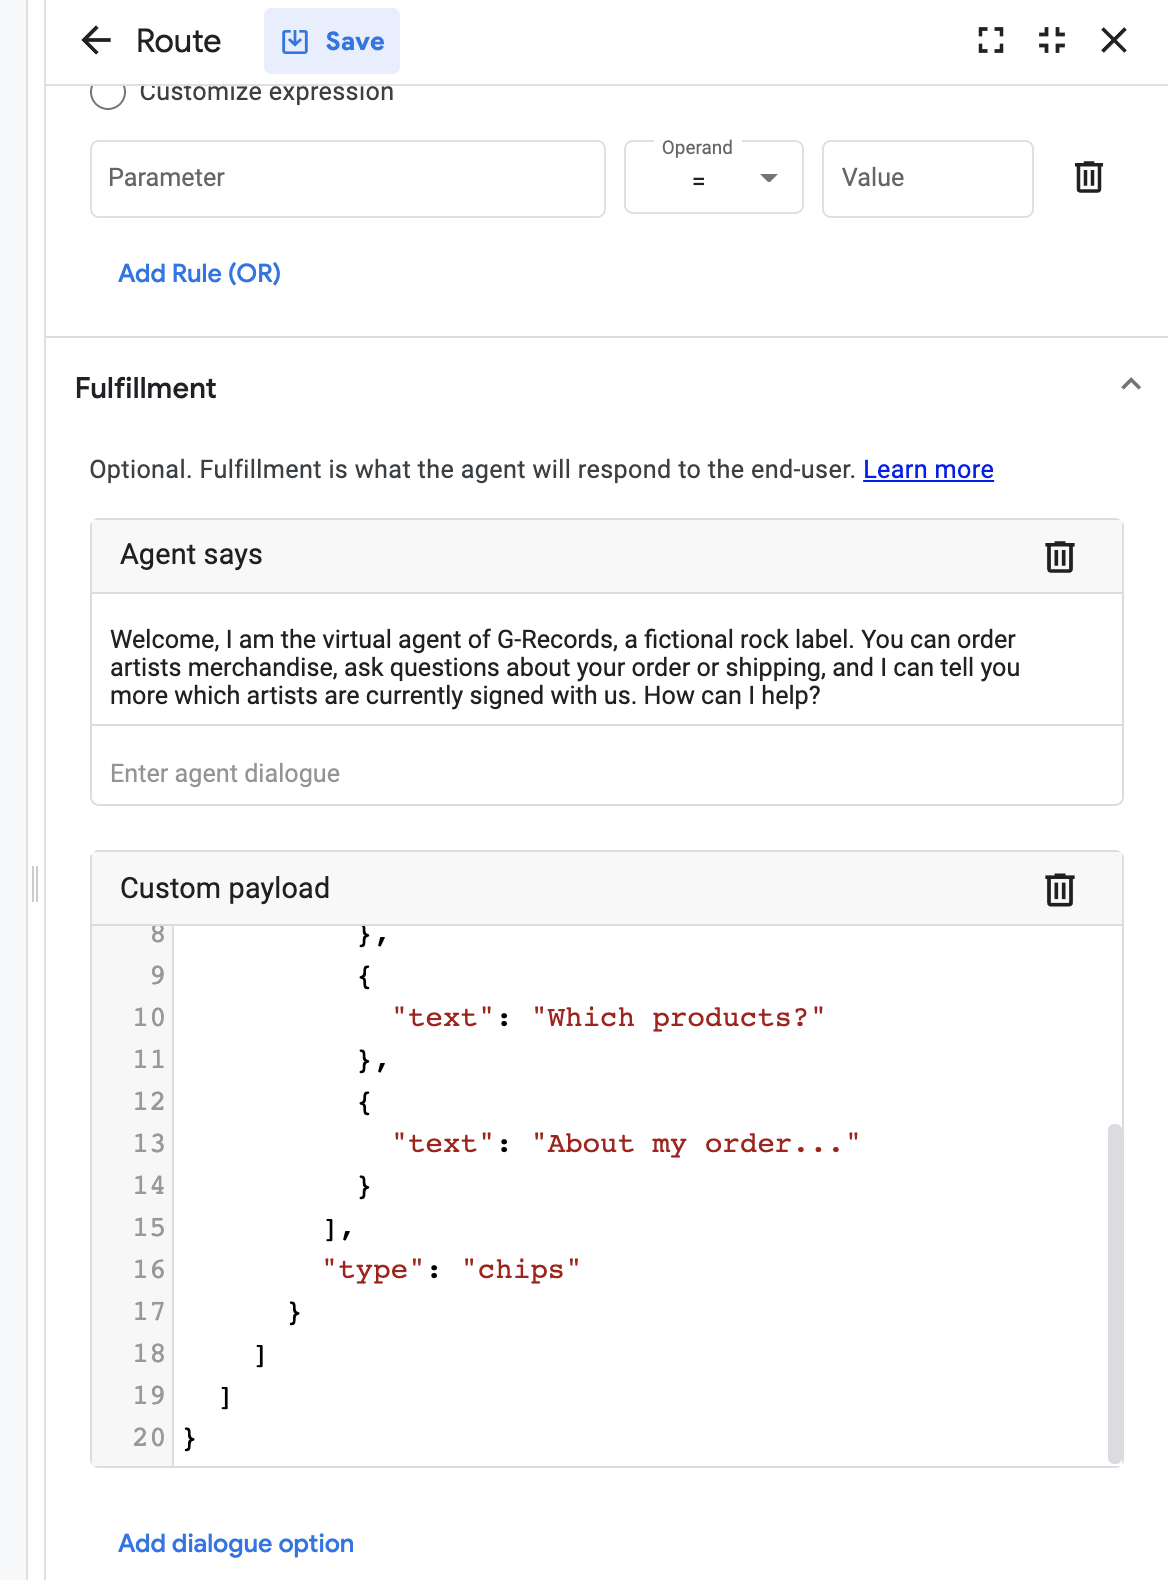 Route
Save
Customize expression
Parameter
Operand
=
Value
Add Rule (OR)
Fulfillment
Optional. Fulfillment is what the agent will respond to the end-user. Learn more
Agent says
Welcome, I am the virtual agent of G-Records, a fictional rock label. You can order
artists merchandise, ask questions about your order or shipping, and I can tell you
more which artists are currently signed with us. How can I help?
Enter agent dialogue
Custom payload
8 },
9 {
10 "text": "Which products?"
11 },
12 {
13 "text": "About my order..."
14 }
15 ],
16 "type": "chips"
17 }
18 ]
19 ]
20 }
Add dialogue option